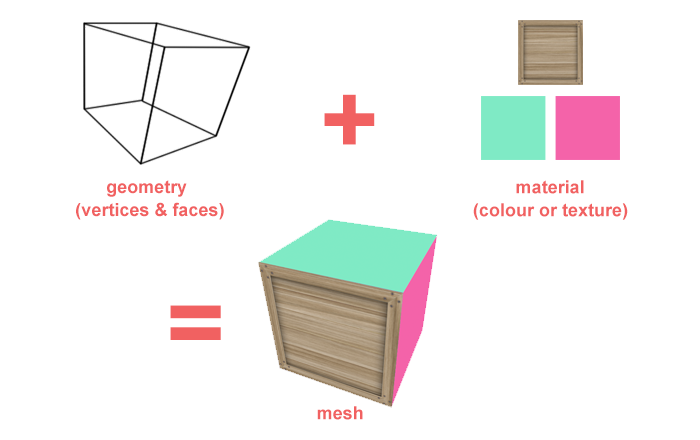 geometry
(vertices & faces)
material
(colour or texture)
mesh